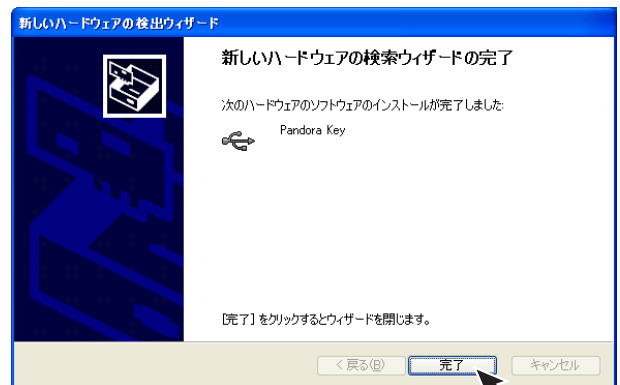 新しいハードウェアの検出ウィザード
新しいハードウェアの検索ウィザードの完了
次のハードウェアのソフトウェアのインストールが完了しました:
Pandora Key
[完了] をクリックするとウィザードを閉じます。
< 戻る(B)
完了
キャンセル